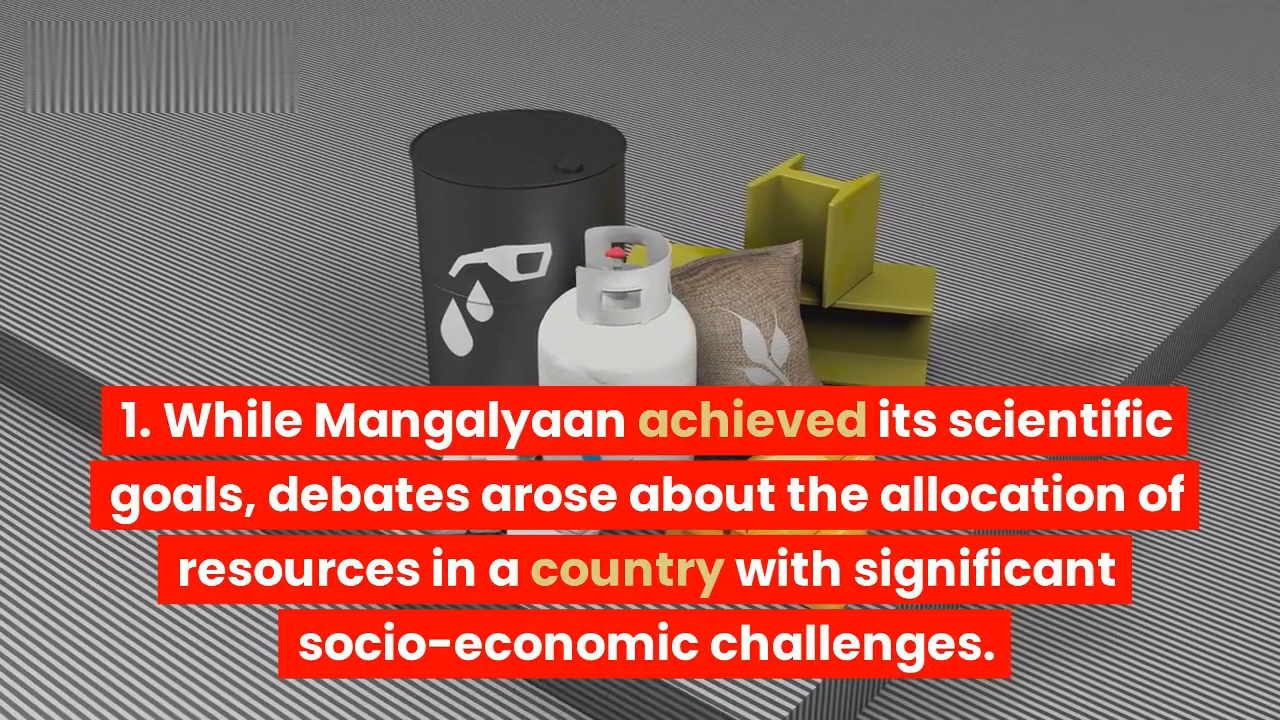 1. While Mangalyaan achieved its scientific
goals, debates arose about the allocation of
resources in a country with significant
socio-economic challenges.